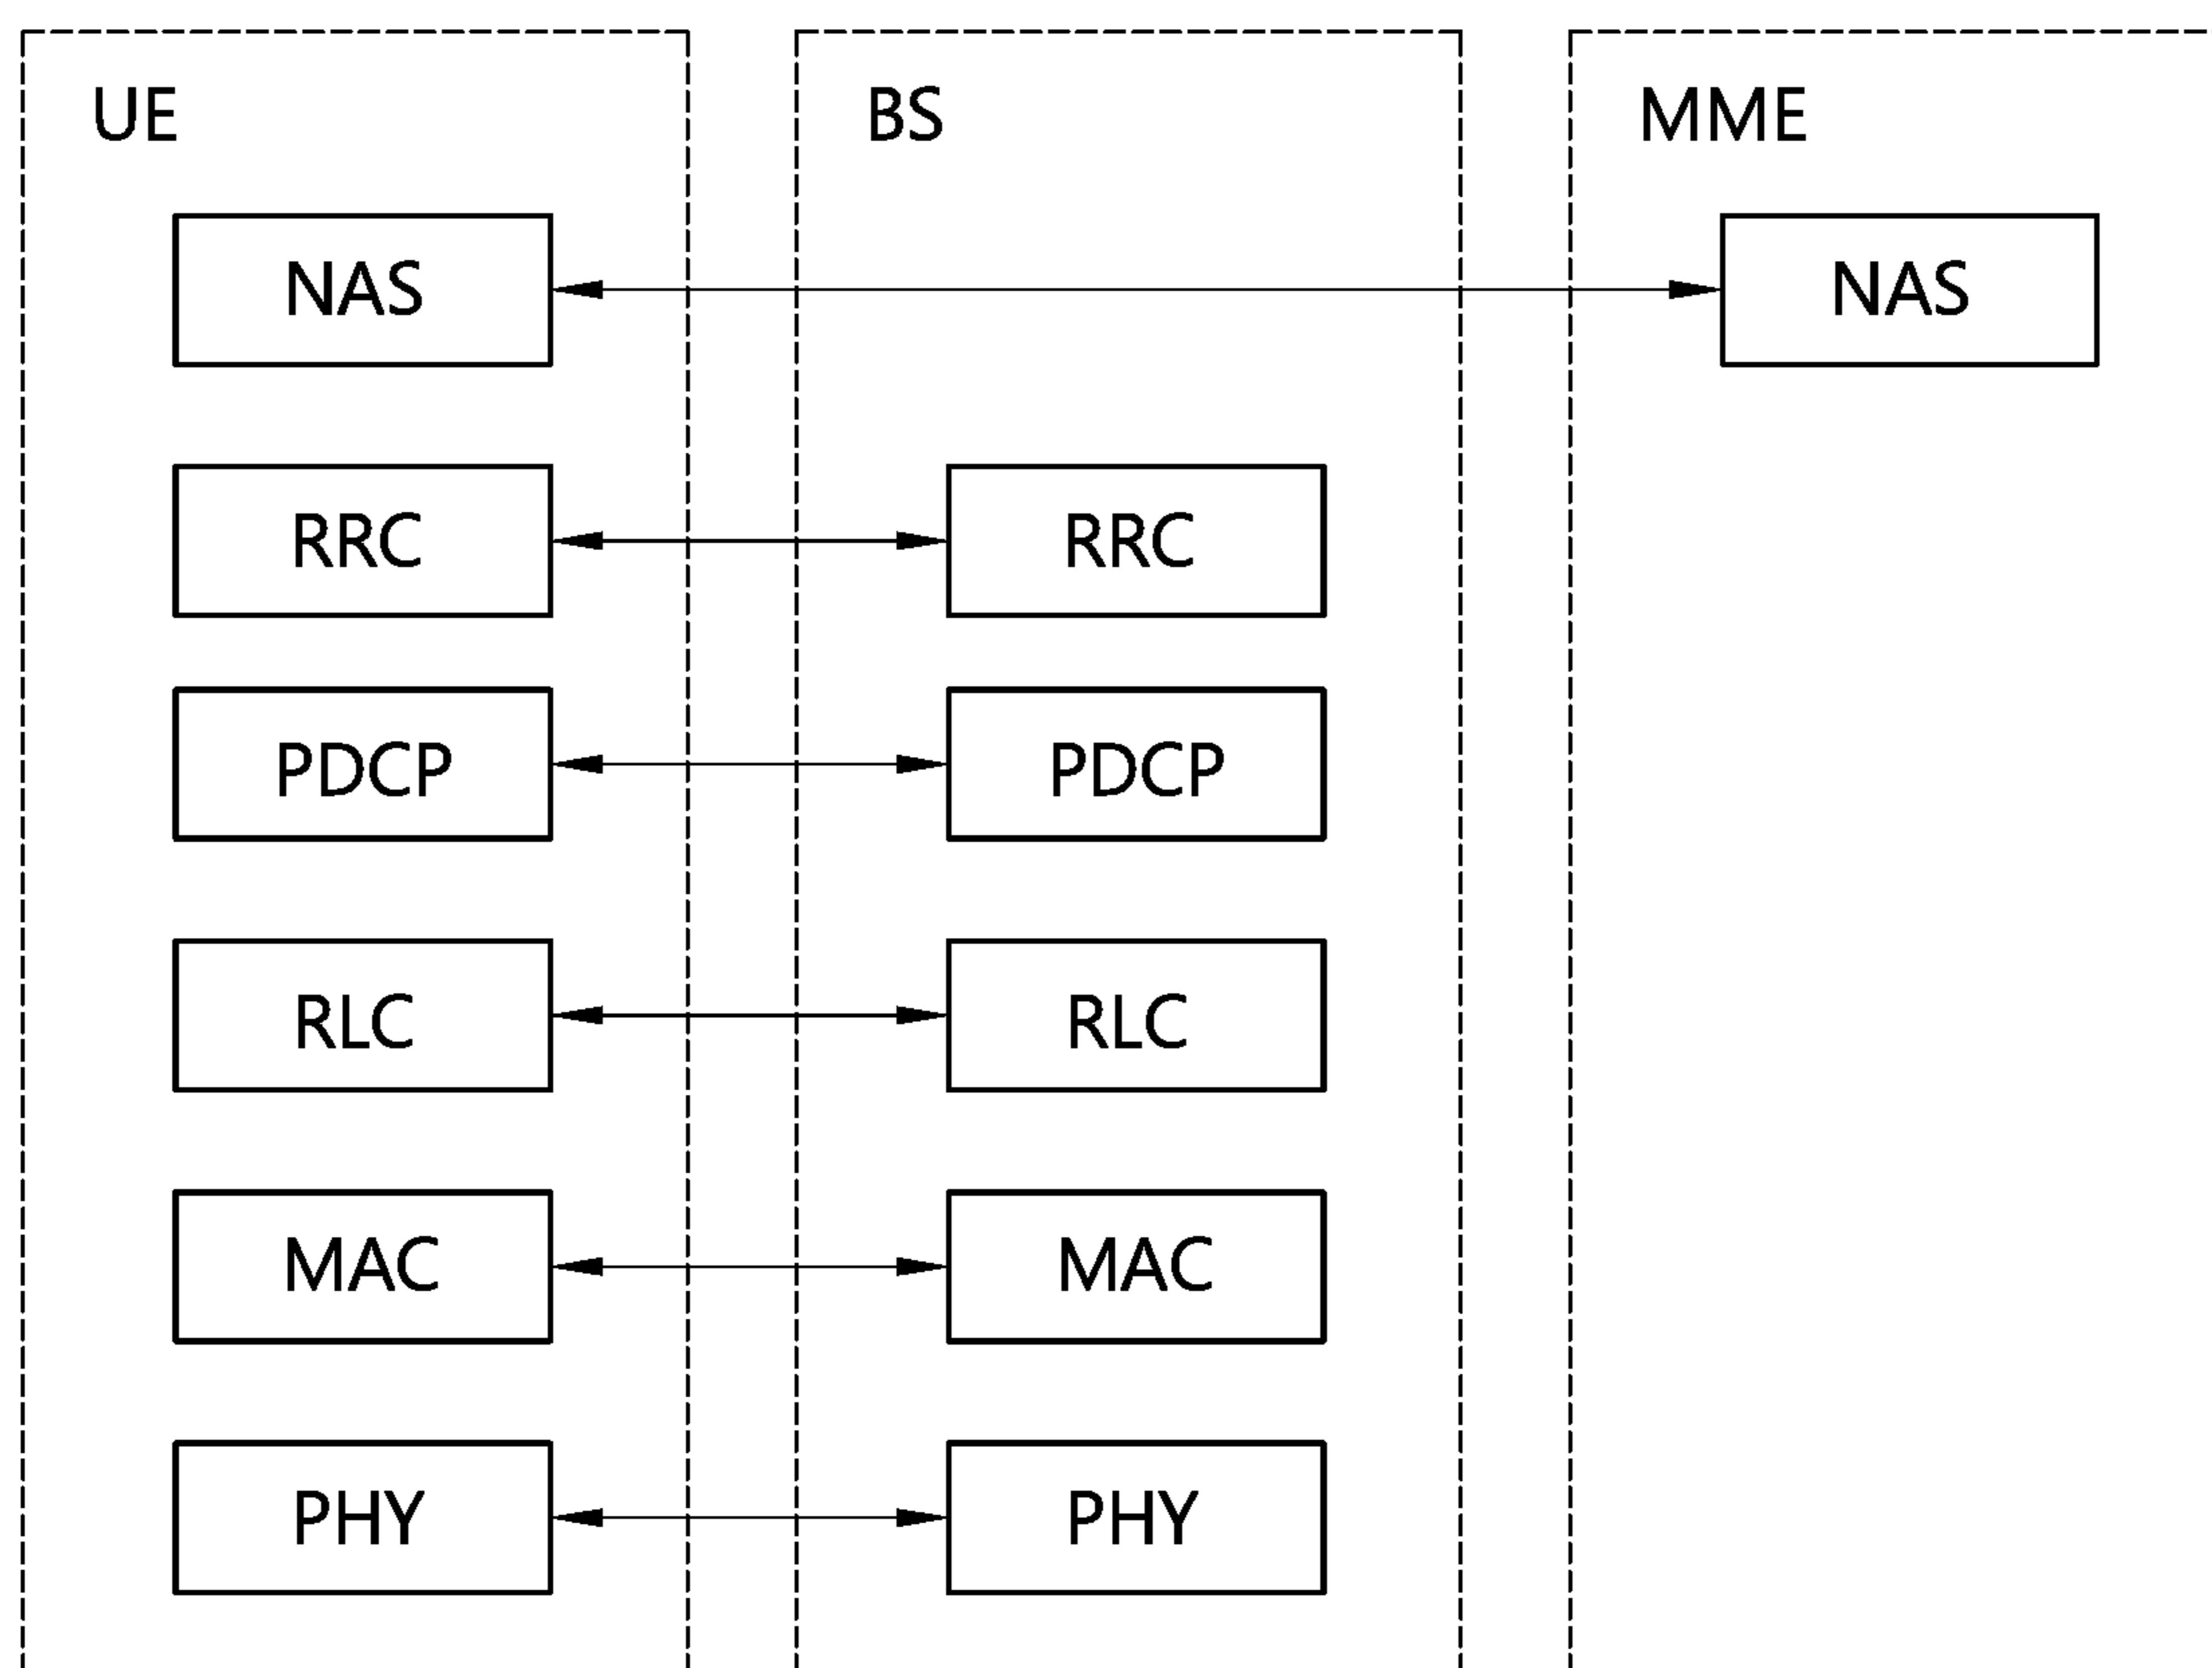 UE BS MME
NAS NAS
RRC RRC
PDCP PDCP
RLC RLC
MAC MAC
PHY PHY